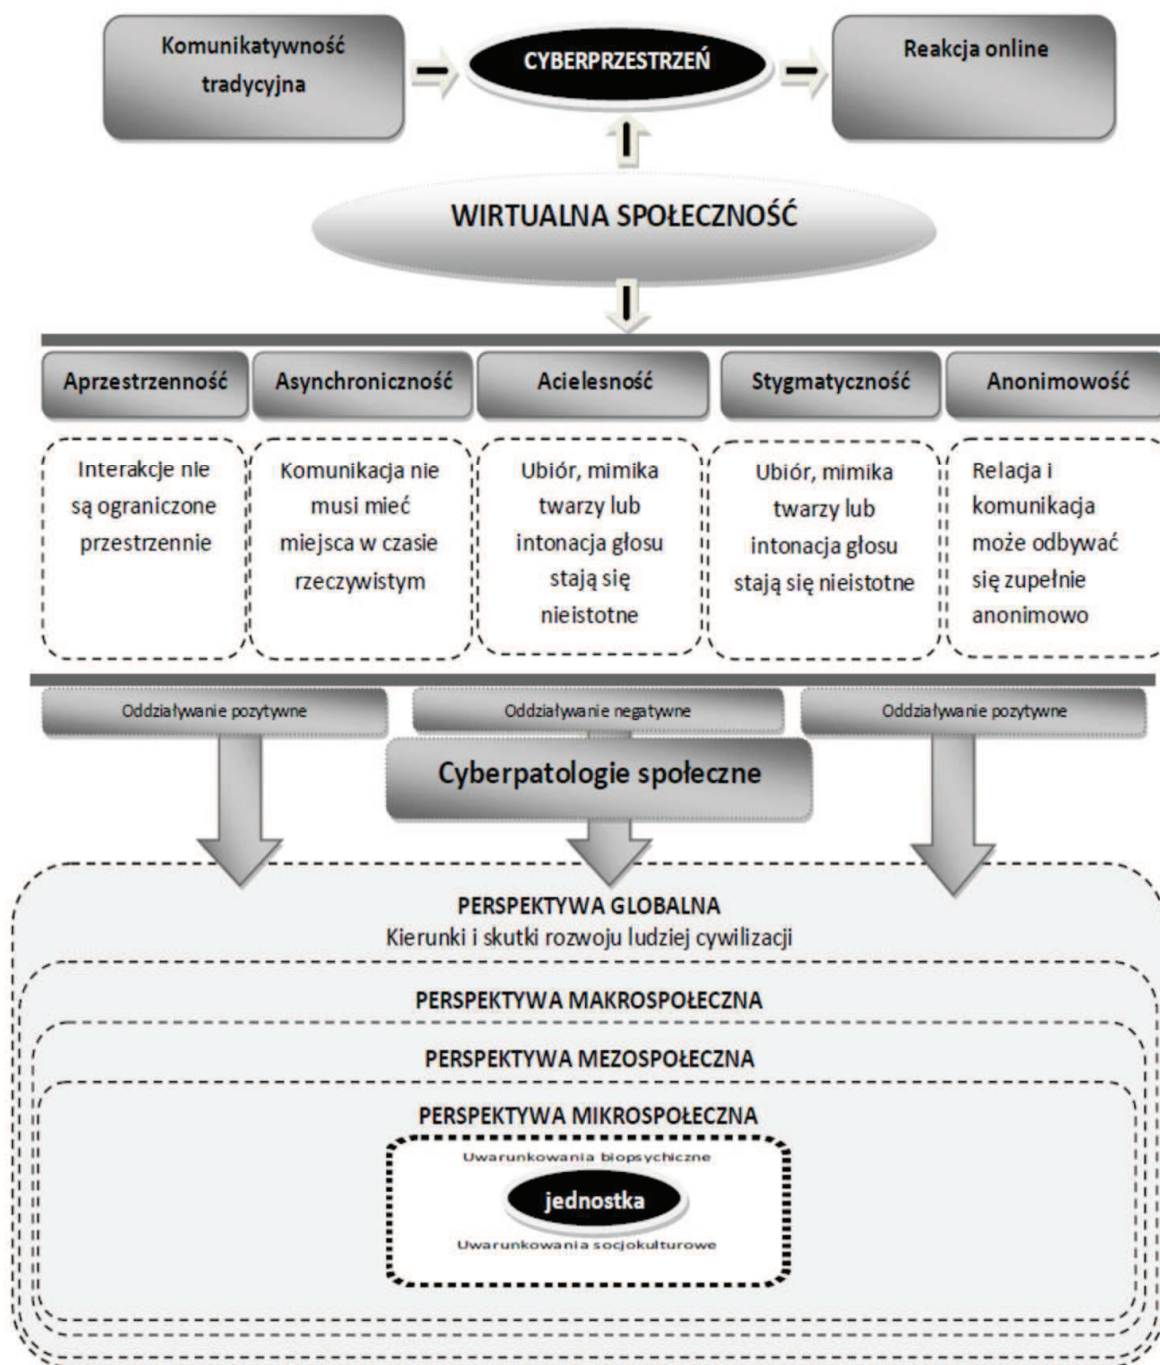 Komunikatywność
tradycyjna
CYBERPRZESTRZEŃ
Reakcja online
WIRTUALNA SPOŁECZNOŚĆ
Aprzestrzenność
Asynchroniczność
Acielesność
Stygmatyczność
Anonimowość
Interakcje nie
są ograniczone
przestrzennie
Komunikacja nie
musi mieć
miejsca w czasie
rzeczywistym
Ubiór, mimika
twarzy lub
intonacja głosu
stają się
nieistotne
Ubiór, mimika
twarzy lub
intonacja głosu
stają się nieistotne
Relacja i
komunikacja
może odbywać
się zupełnie
anonimowo
Oddziaływanie pozytywne
Oddziaływanie negatywne
Oddziaływanie pozytywne
Cyberpatologie społeczne
PERSPEKTYWA GLOBALNA
Kierunki i skutki rozwoju ludziej cywilizacji
PERSPEKTYWA MAKROSPOŁECZNA
PERSPEKTYWA MEZOSPOŁECZNA
PERSPEKTYWA MIKROSPOŁECZNA
Uwarunkowania biopsychiczne
jednostka
Uwarunkowania socjokulturowe